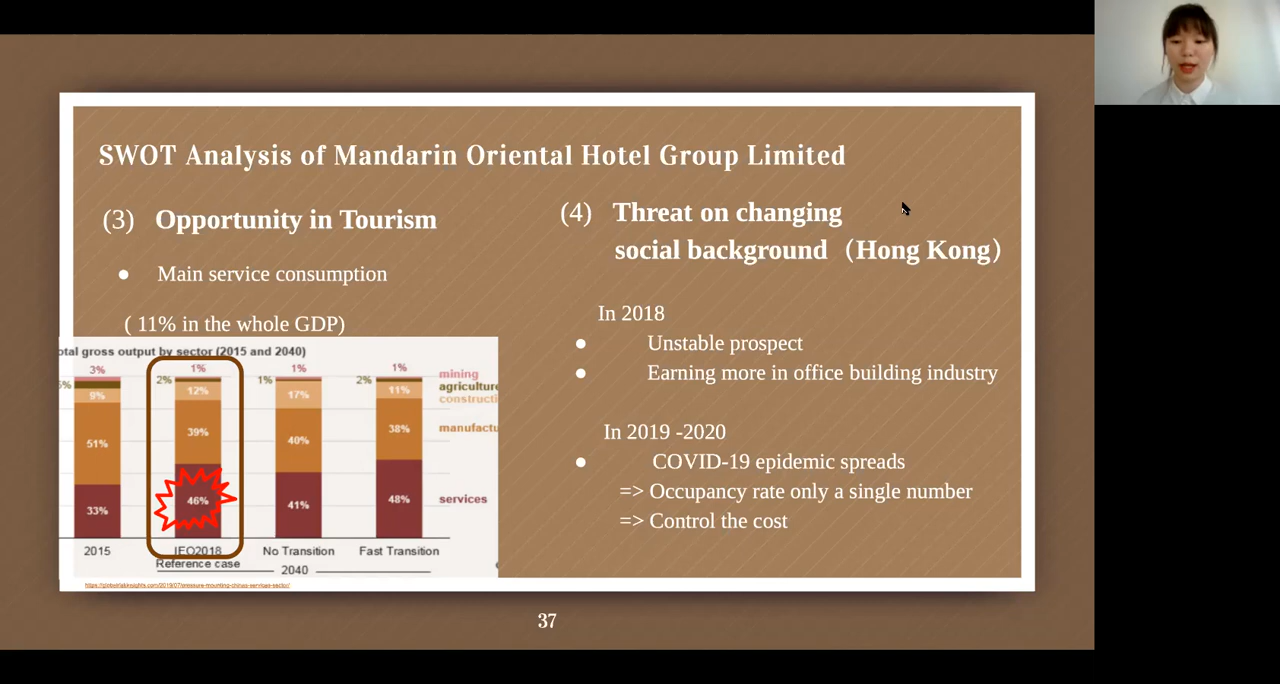 SWOT Analysis of Mandarin Oriental Hotel Group Limited
(3) Opportunity in Tourism
● Main service consumption
( 11% in the whole GDP)
otal gross output by sector (2015 and 2040)
3% 1% 1% 1% mining
5% 2% 1% 2% agriculture
9% 12% 17% 11% constructi
51% 39% 40% 38% manufactu
33% 46% 41% 48% services
2015 IEO2018 No Transition Fast Transition
Reference case
2040
(4) Threat on changing
social background（Hong Kong）
In 2018
● Unstable prospect
● Earning more in office building industry
In 2019 -2020
● COVID-19 epidemic spreads
=> Occupancy rate only a single number
=> Control the cost
37